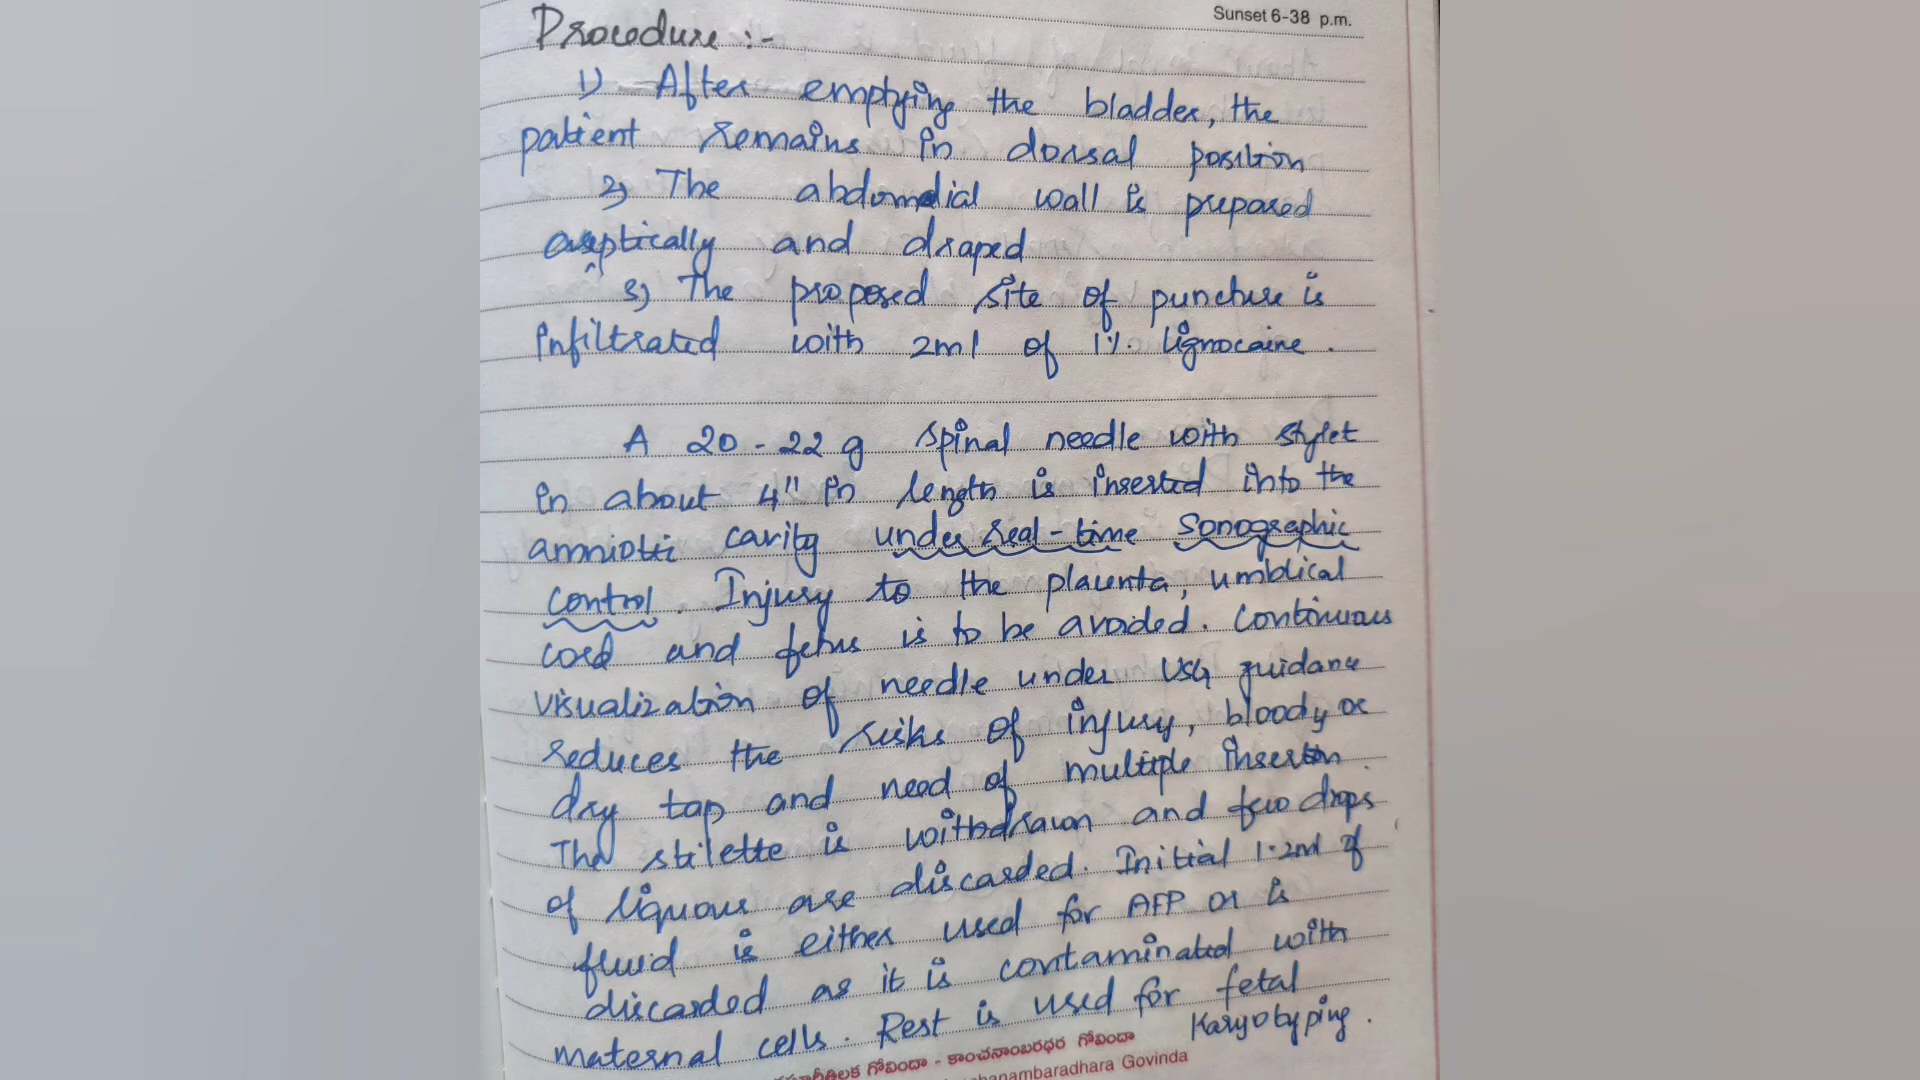 Sunset 6-38 p.m.
Procedure :-
1) After emptying the bladder, the
patient remains in dorsal position
2) The abdomdial wall is prepared
aseptically and draped
3) The proposed site of puncture is
infiltrated with 2ml of 1% lignocaine.
A 20-22 g spinal needle with stylet
in about 4" in length is inserted into the
amniotic cavity under real-time Sonographic
control. Injury to the placenta, umblical
cord and fetus is to be avoided. Continuous
visualization of needle under USG guidance
reduces the risks of injury, bloody or
dry tap and need of multiple insertion.
The stilette is withdrawn and few drops
of liquour are discarded. Initial 1-2ml of
fluid is either used for AFP or is
discarded as it is contaminated with
maternal cells. Rest is used for fetal
Karyotyping.
గోవిందా - కాంచనాంబరధర గోవిందా
hanambaradhara Govinda